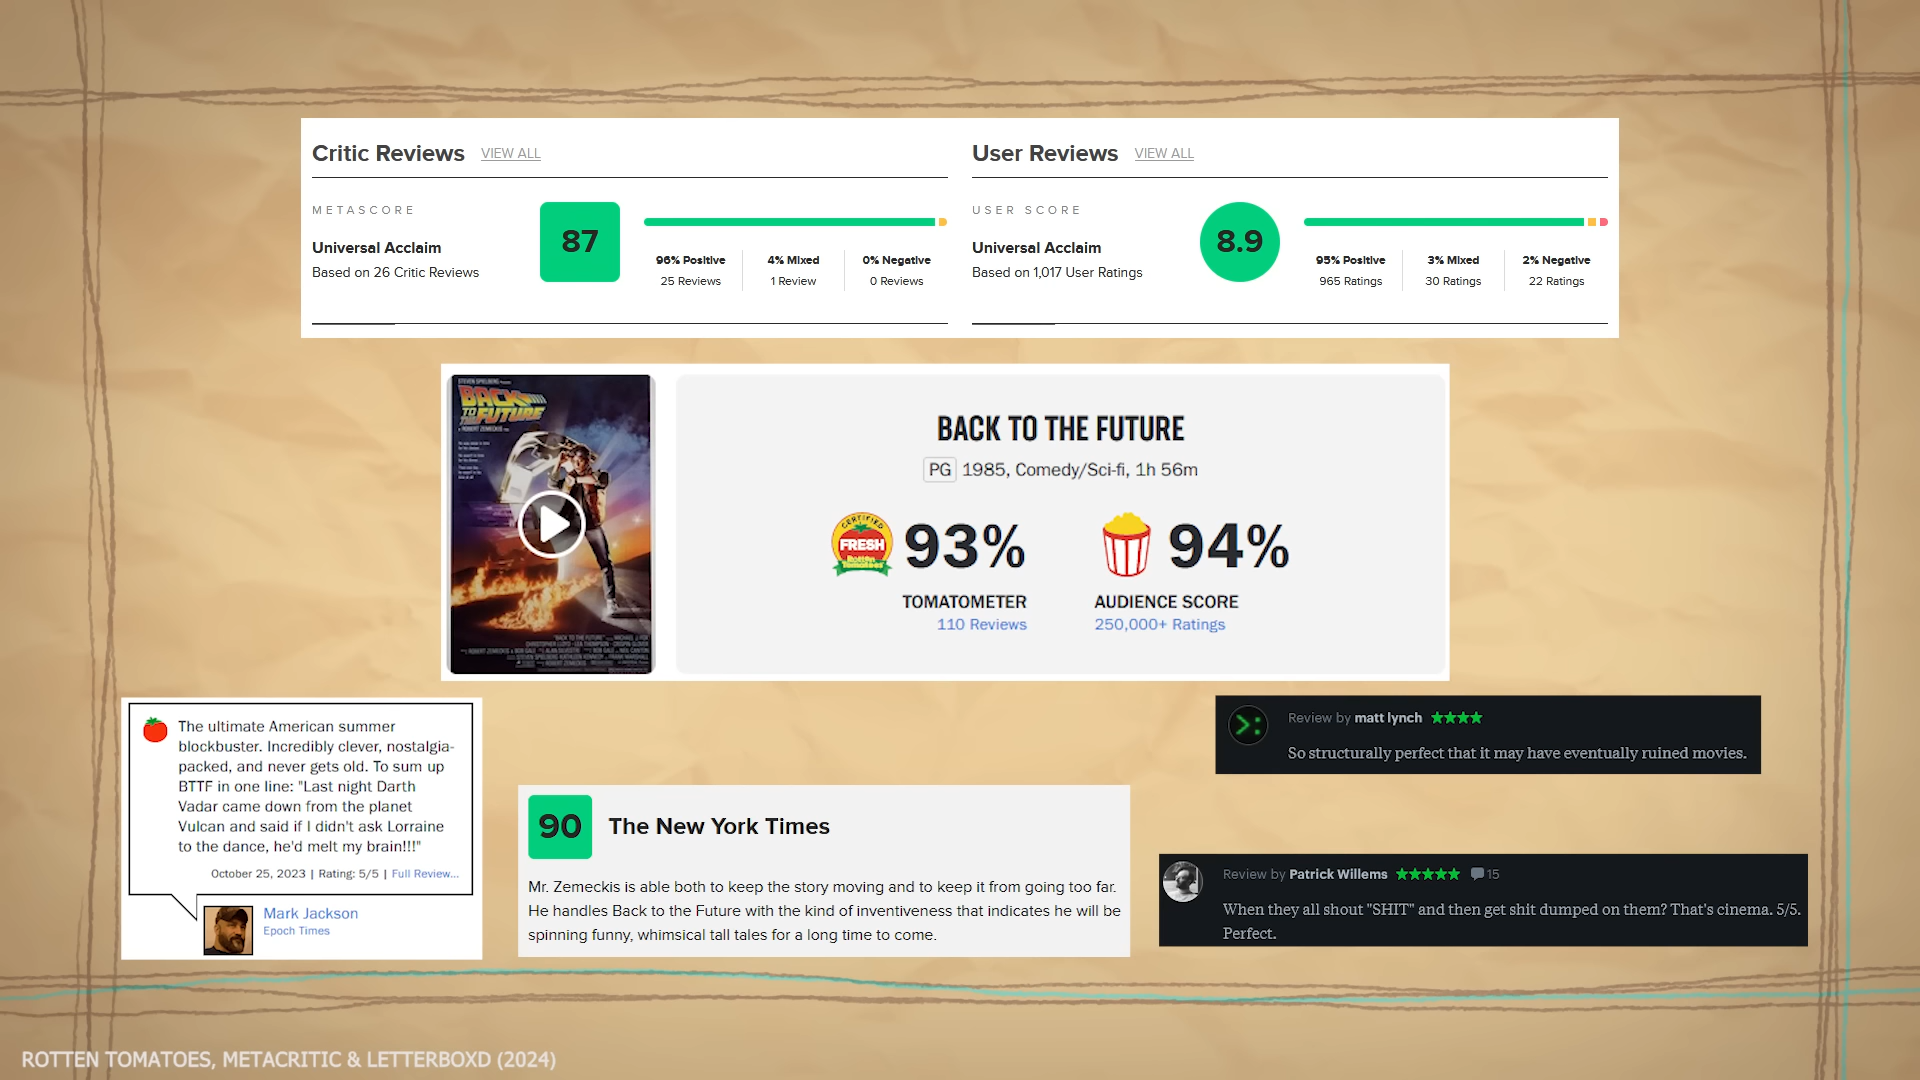 Critic Reviews VIEW ALL
METASCORE
Universal Acclaim
Based on 26 Critic Reviews
87
96% Positive 4% Mixed 0% Negative
25 Reviews 1 Review 0 Reviews
User Reviews VIEW ALL
USER SCORE
Universal Acclaim
Based on 1,017 User Ratings
8.9
95% Positive 3% Mixed 2% Negative
965 Ratings 30 Ratings 22 Ratings
BACK
TO THE
FUTURE
BACK TO THE FUTURE
PG 1985, Comedy/Sci-fi, 1h 56m
CERTIFIED
FRESH
Rotten
Tomatoes
93% 94%
TOMATOMETER AUDIENCE SCORE
110 Reviews 250,000+ Ratings
The ultimate American summer
blockbuster. Incredibly clever, nostalgia-
packed, and never gets old. To sum up
BTTF in one line: "Last night Darth
Vadar came down from the planet
Vulcan and said if I didn't ask Lorraine
to the dance, he'd melt my brain!!!"
October 25, 2023 | Rating: 5/5 | Full Review...
Mark Jackson
Epoch Times
90 The New York Times
Mr. Zemeckis is able both to keep the story moving and to keep it from going too far.
He handles Back to the Future with the kind of inventiveness that indicates he will be
spinning funny, whimsical tall tales for a long time to come.
Review by matt lynch ★★★★
So structurally perfect that it may have eventually ruined movies.
Review by Patrick Willems ★★★★★ 15
When they all shout "SHIT" and then get shit dumped on them? That's cinema. 5/5.
Perfect.
ROTTEN TOMATOES, METACRITIC & LETTERBOXD (2024)